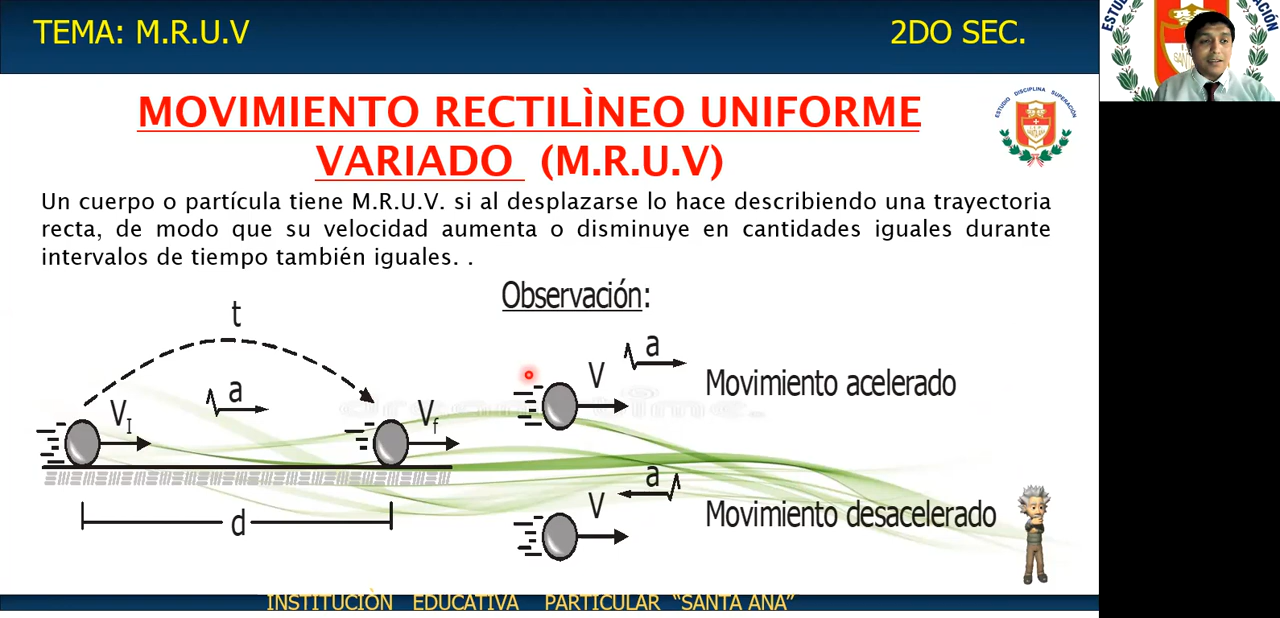 TEMA: M.R.U.V
2DO SEC.
MOVIMIENTO RECTILÌNEO UNIFORME
VARIADO (M.R.U.V)
ESTUDIO DISCIPLINA SUPERACIÓN
Un cuerpo o partícula tiene M.R.U.V. si al desplazarse lo hace describiendo una trayectoria
recta, de modo que su velocidad aumenta o disminuye en cantidades iguales durante
intervalos de tiempo también iguales. .
Observación:
t
a
V_I
V_f
d
a
V
Movimiento acelerado
a
V
Movimiento desacelerado
INSTITUCIÒN EDUCATIVA PARTICULAR “SANTA ANA”